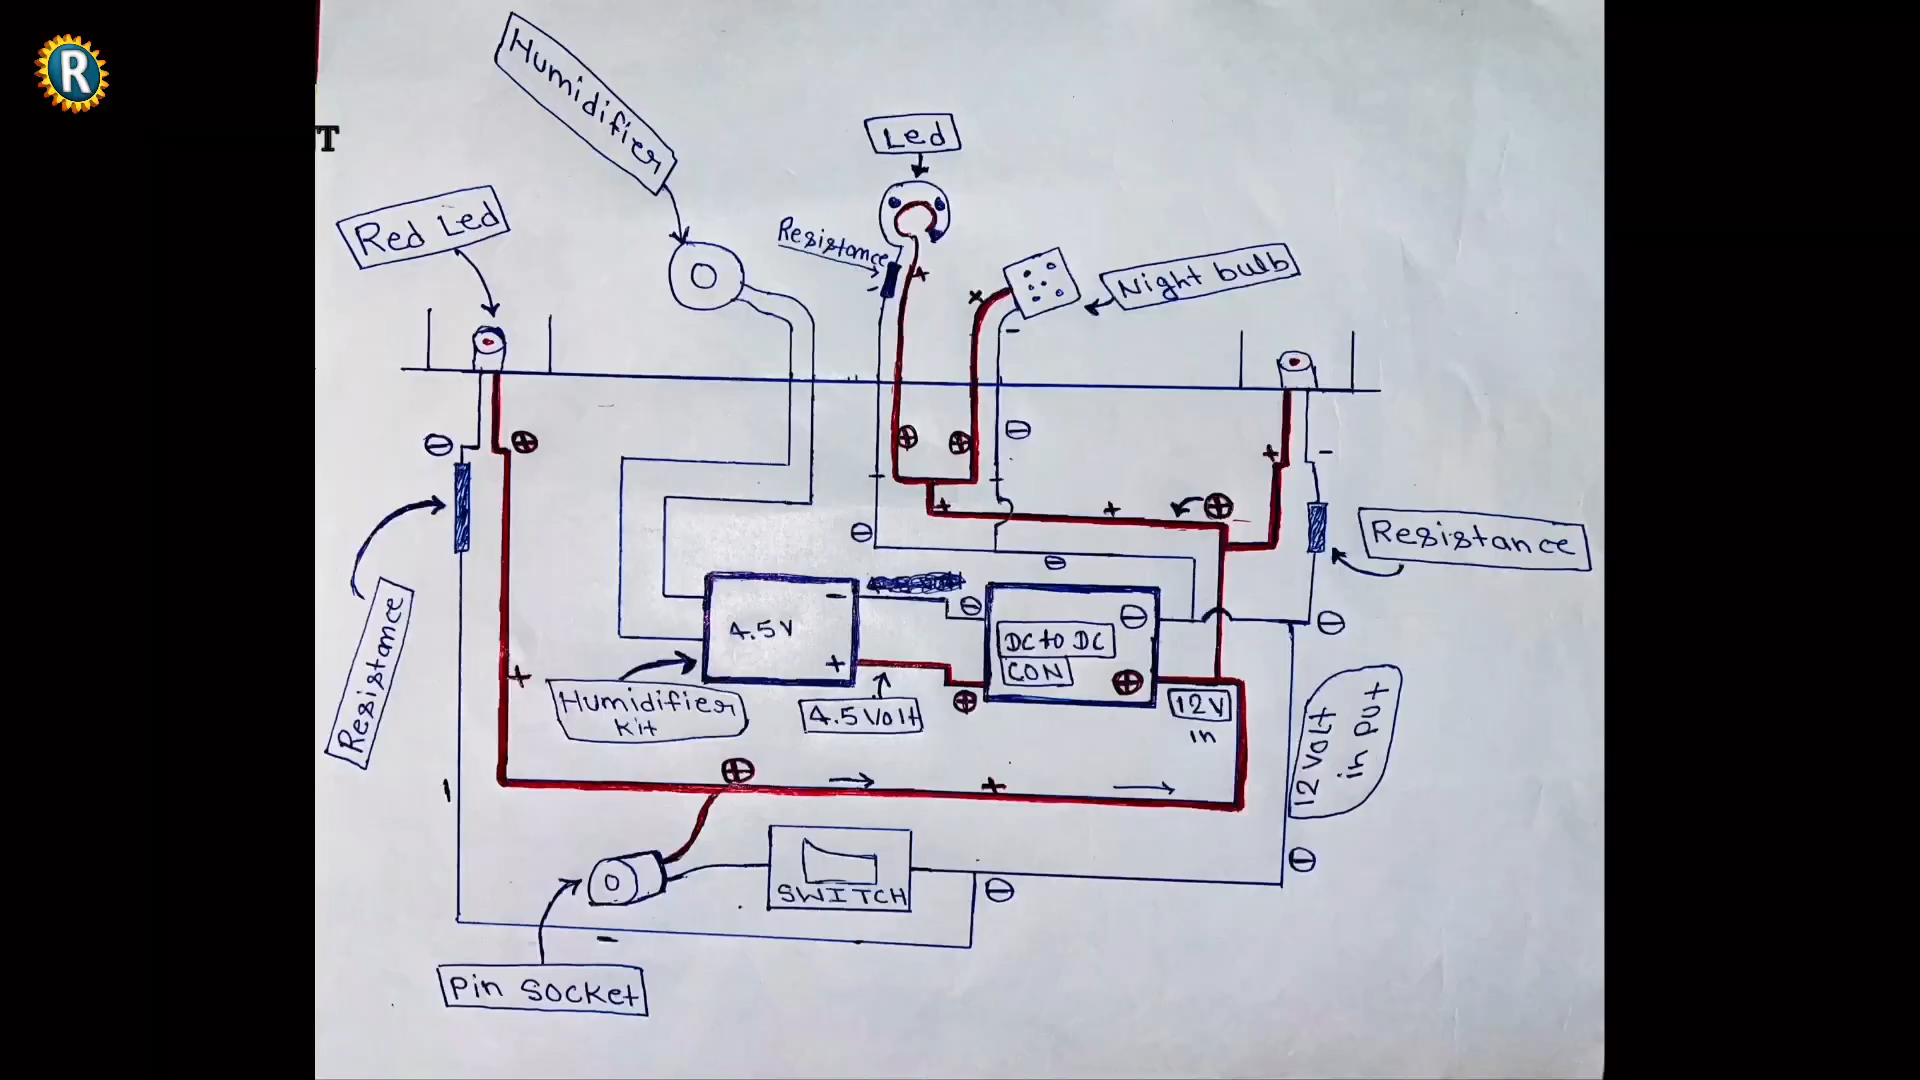 R
T
Humidifier
Led
Red Led
Resistance
Night bulb
+
-
×
-
⊖
⊕
⊕
⊕
⊖
+
-
+
+
⊕
Resistance
⊖
⊖
4.5V
-
+
⊖
⊕
DC to DC
CON
⊖
⊕
⊖
Resistance
+
Humidifier
Kit
4.5 Volt
12V
in
12 Volt
in put
⊕
+
-
SWITCH
⊖
⊖
-
Pin Socket